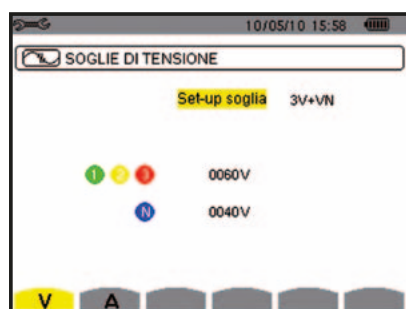 10/05/10 15:58
SOGLIE DI TENSIONE
Set-up soglia 3V+VN
1 2 3 0060V
N 0040V
V A